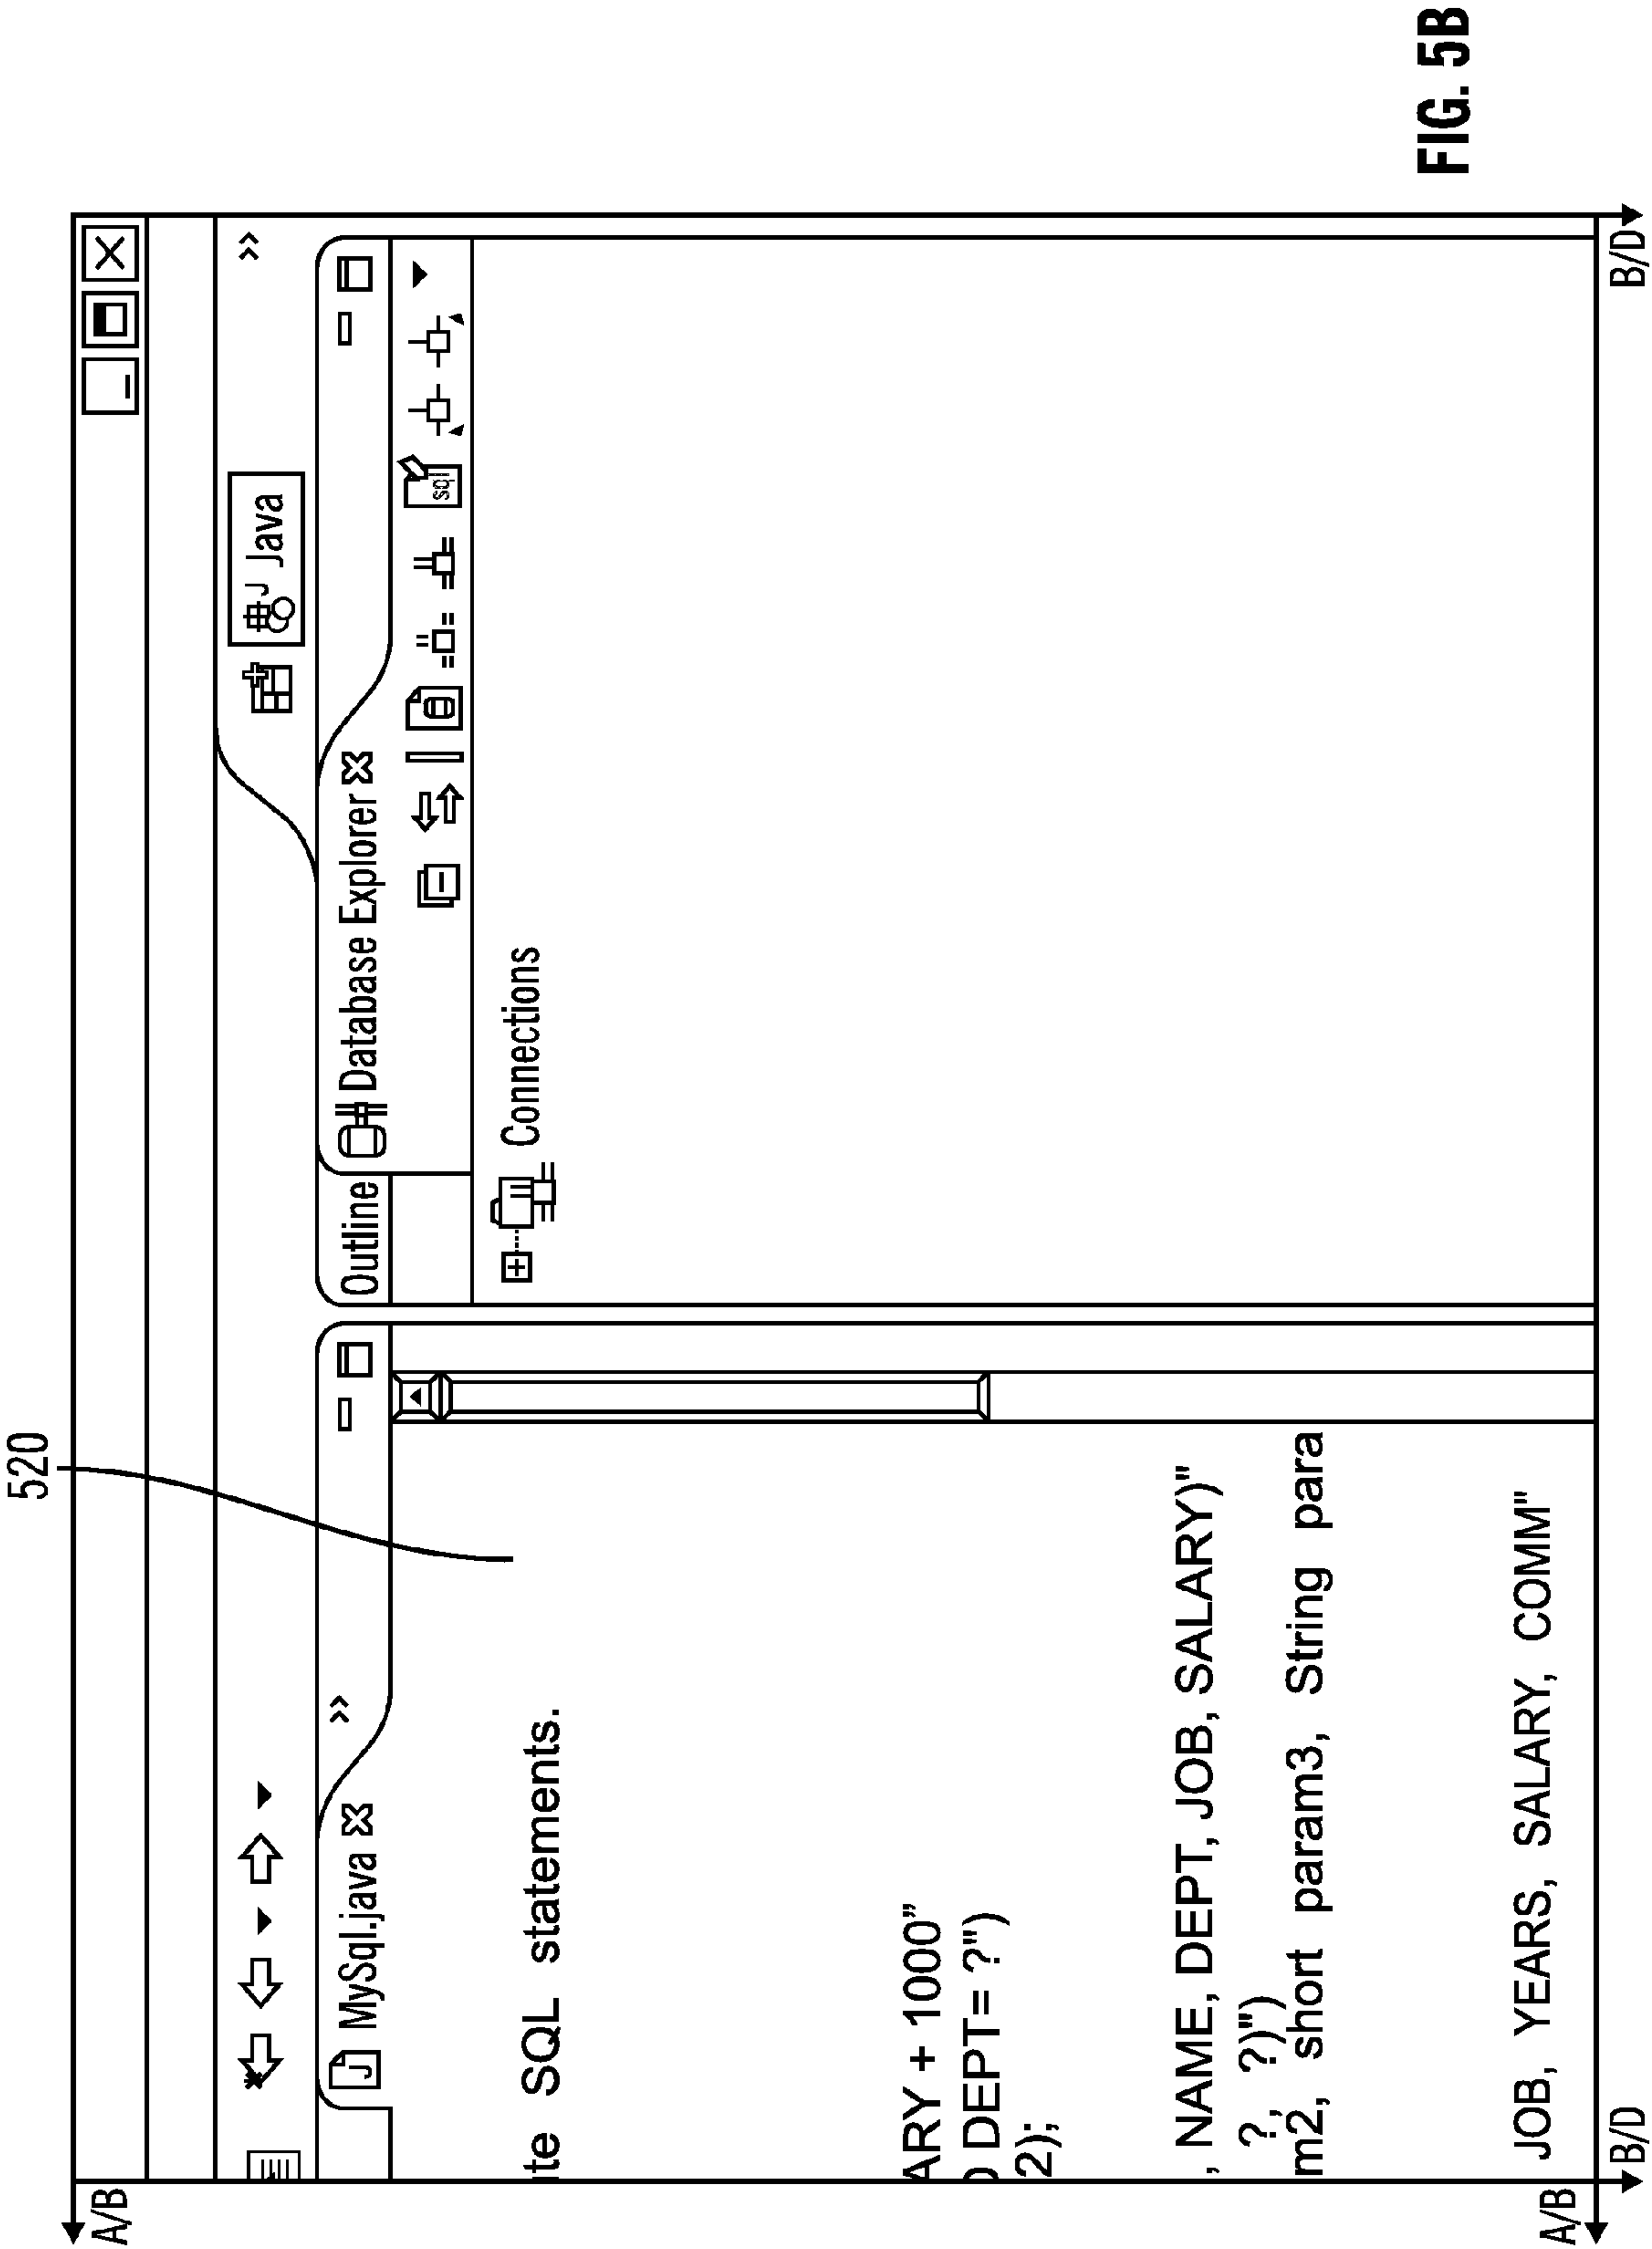 520
A/B
Java
»
MySql.java
»
Outline
Database Explorer
sql
Connections
ite SQL statements.
ARY + 1000”
DEPT= ?")
2);
, NAME, DEPT, JOB, SALARY)"
?, ?)")
m2, short param3, String para
JOB, YEARS, SALARY, COMM"
A/B
B/D
B/D
FIG. 5B